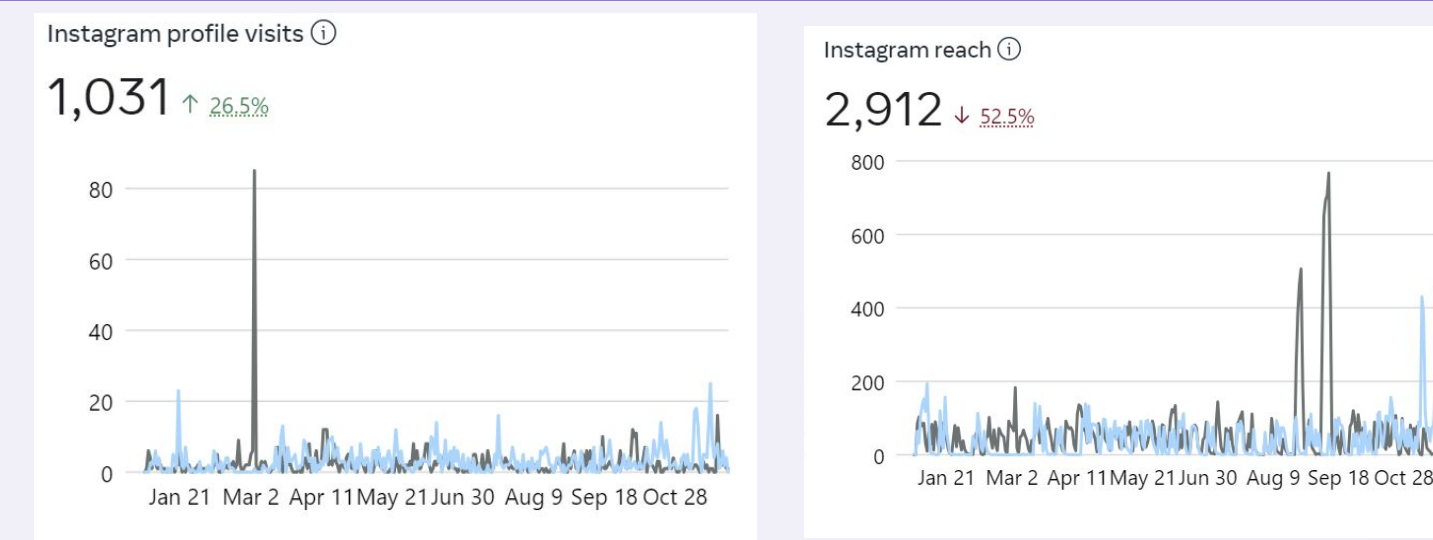 Instagram profile visits
1,031 ↑ 26.5%
80
60
40
20
0
Jan 21 Mar 2 Apr 11 May 21 Jun 30 Aug 9 Sep 18 Oct 28
Instagram reach
2,912 ↓ 52.5%
800
600
400
200
0
Jan 21 Mar 2 Apr 11 May 21 Jun 30 Aug 9 Sep 18 Oct 28